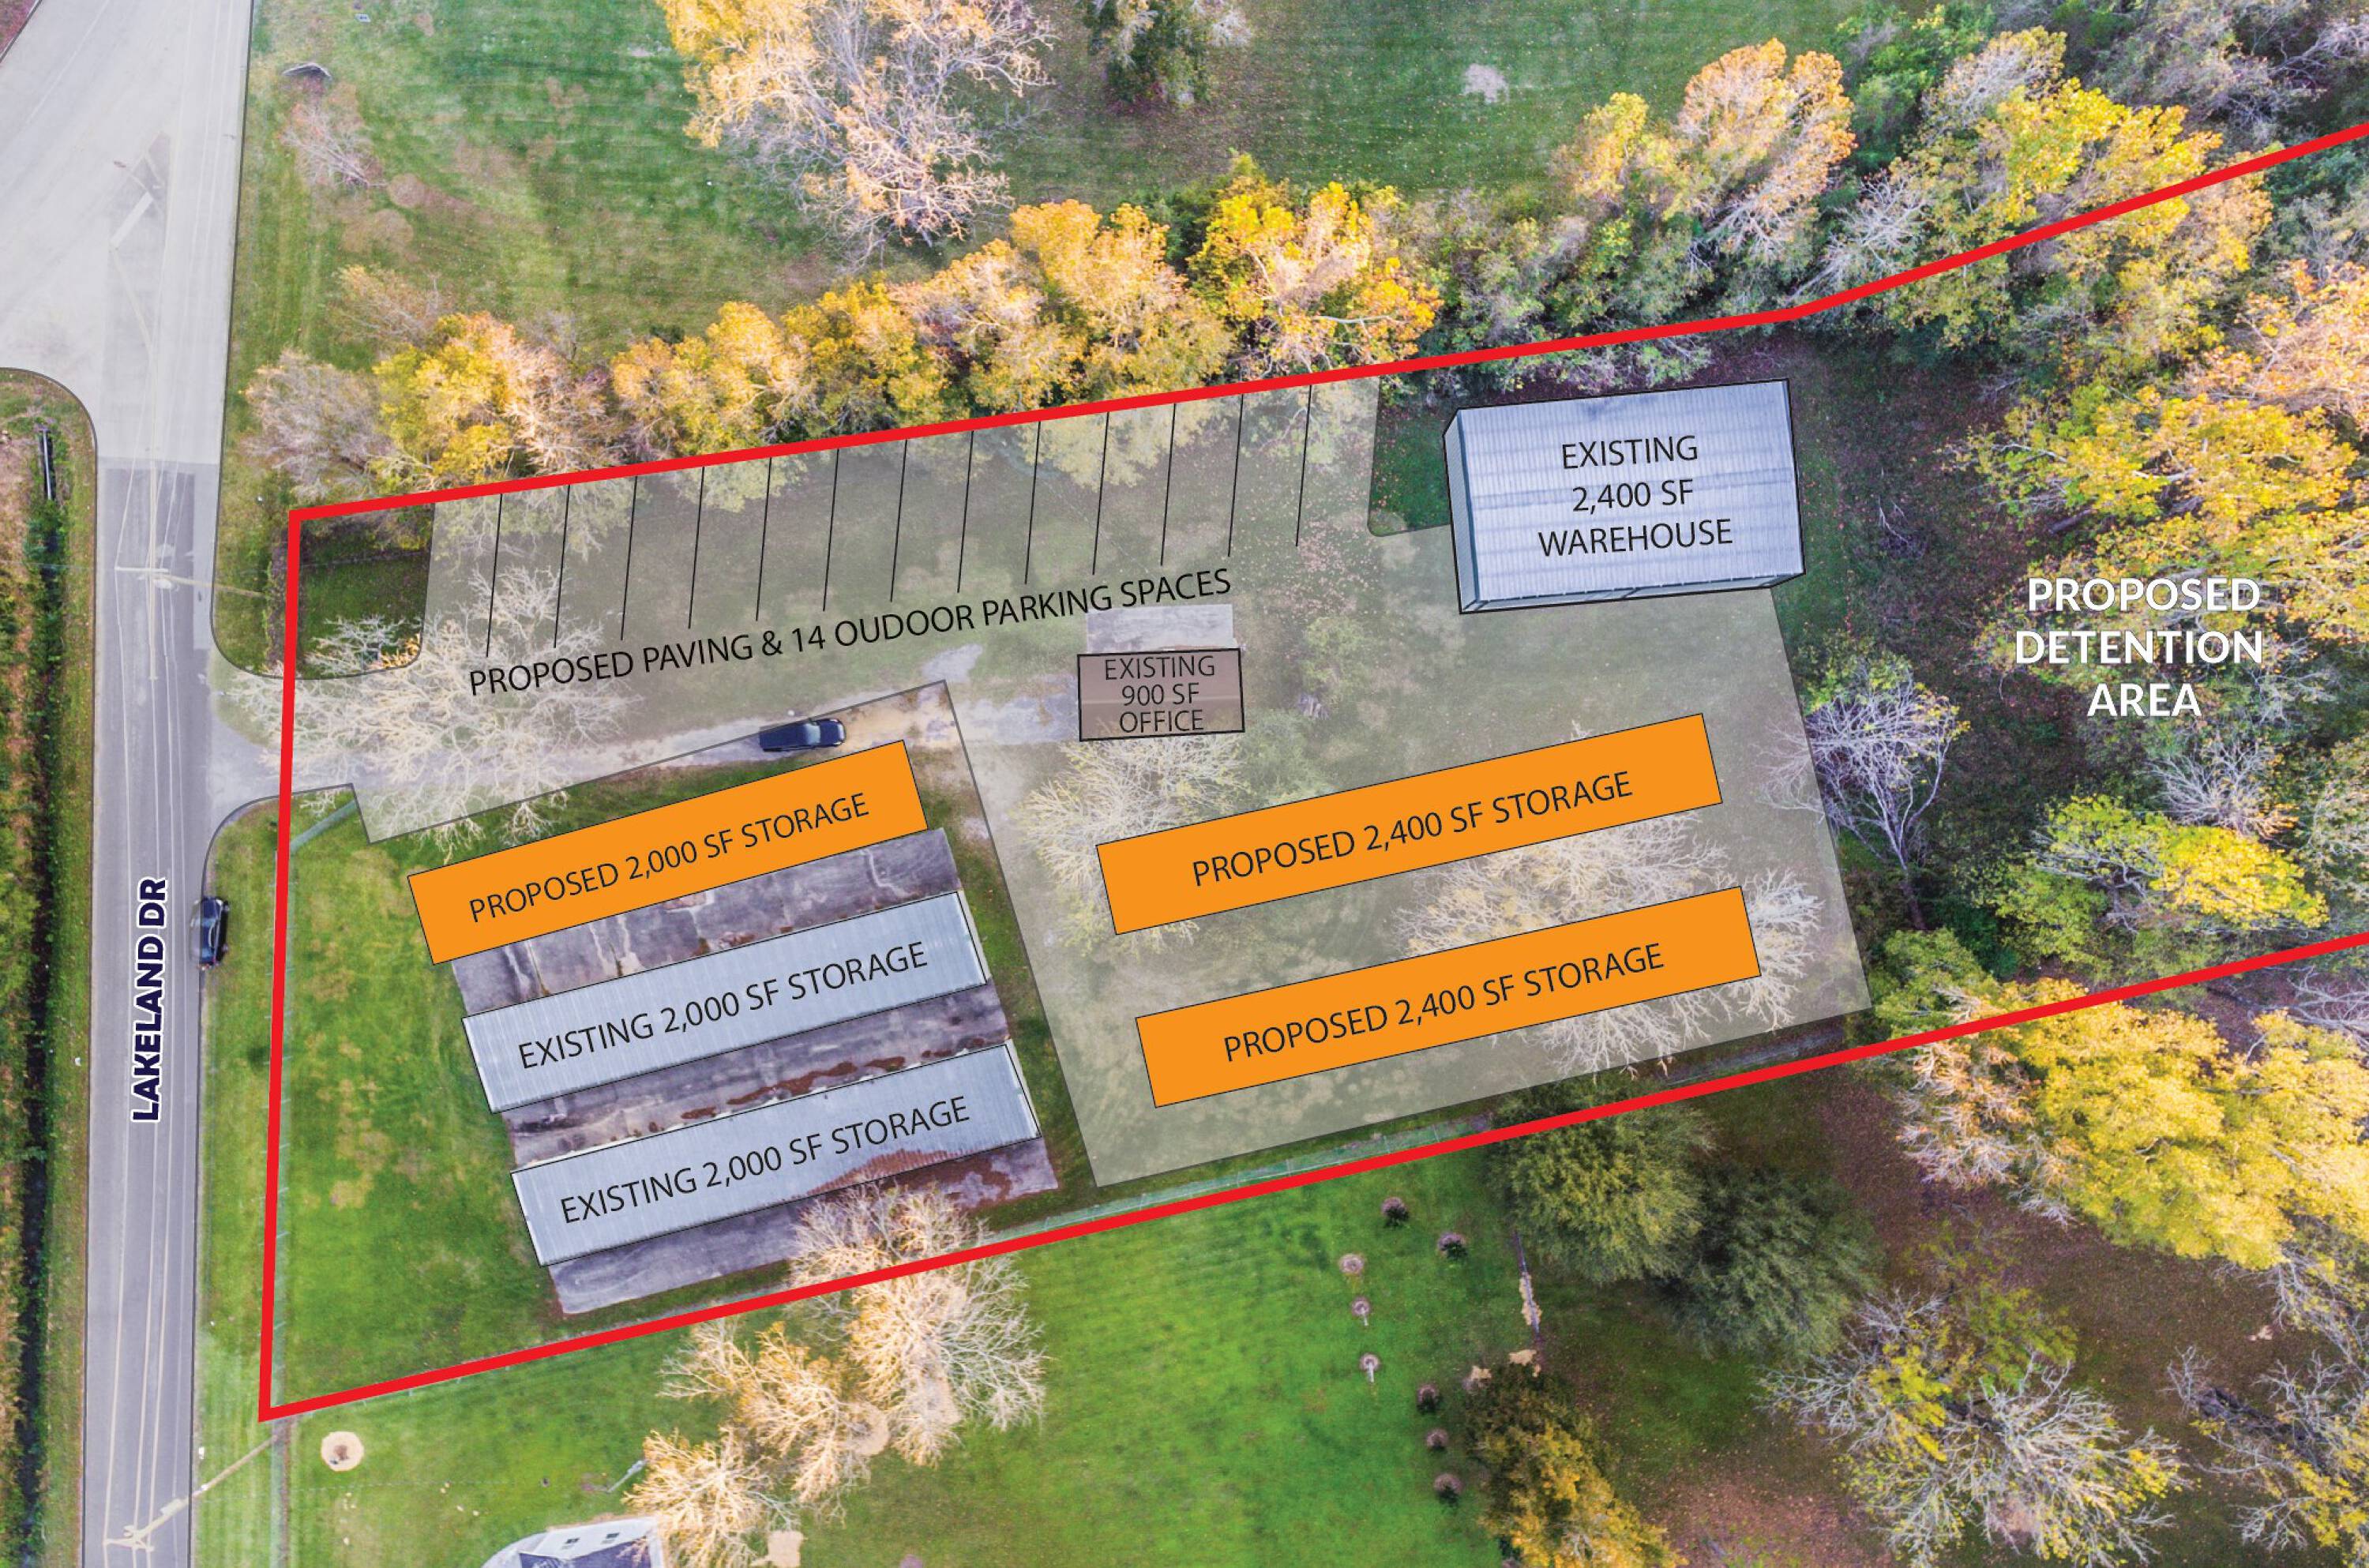 EXISTING
2,400 SF
WAREHOUSE
PROPOSED PAVING & 14 OUDOOR PARKING SPACES
EXISTING
900 SF
OFFICE
PROPOSED
DETENTION
AREA
PROPOSED 2,000 SF STORAGE
PROPOSED 2,400 SF STORAGE
EXISTING 2,000 SF STORAGE
PROPOSED 2,400 SF STORAGE
EXISTING 2,000 SF STORAGE
LAKELAND DR